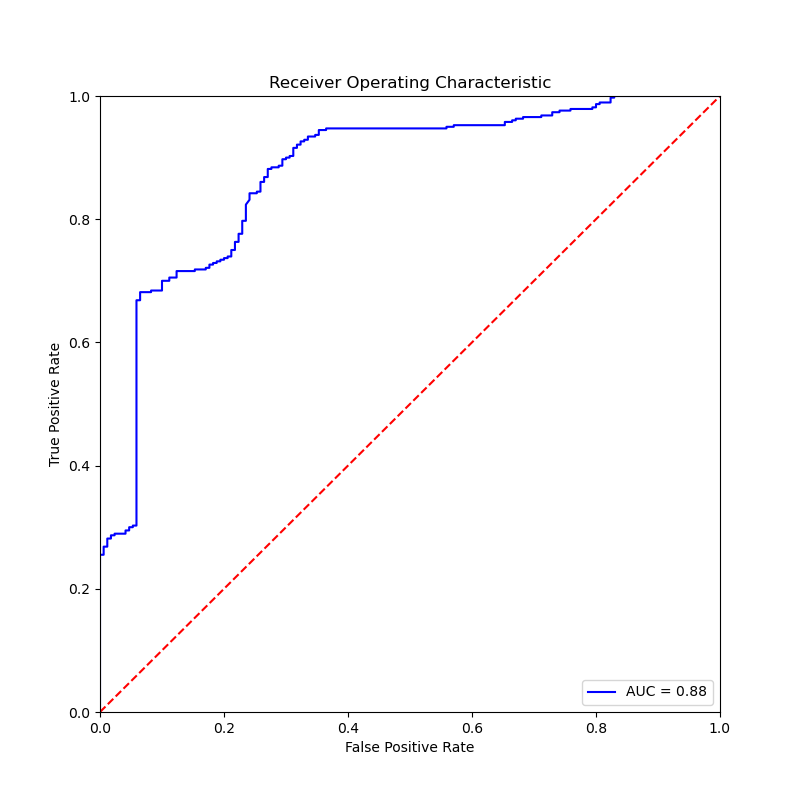 Receiver Operating Characteristic
1.0
0.8
0.6
0.4
0.2
0.0
True Positive Rate
AUC = 0.88
0.0 0.2 0.4 0.6 0.8 1.0
False Positive Rate